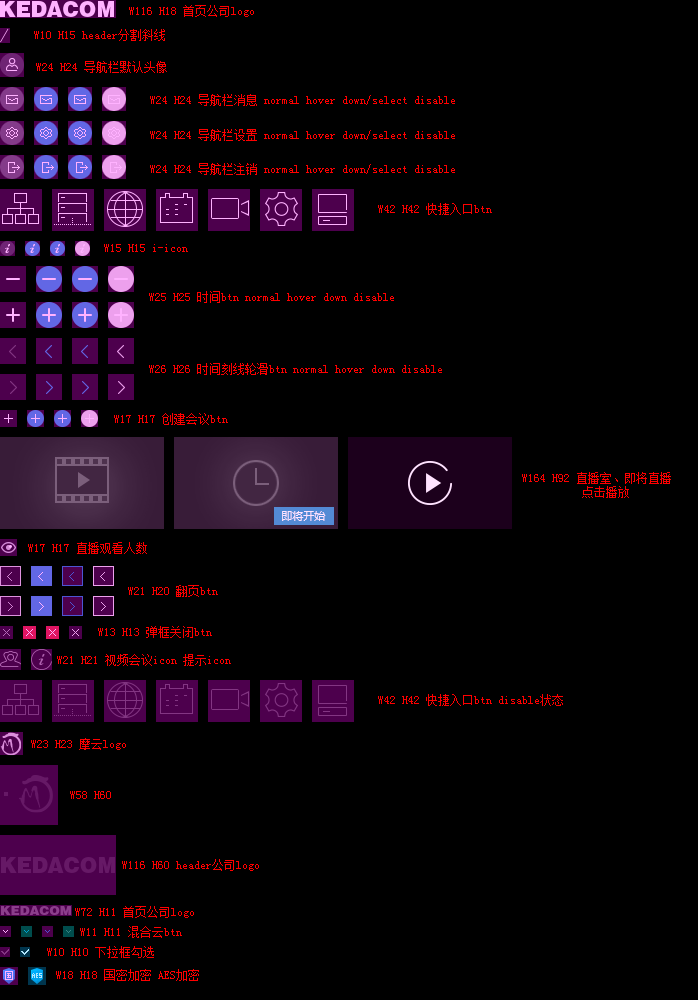 KEDACOM W118 H18 首页公司logo
W10 H15 header分割斜线
W24 H24 导航栏默认头像
W24 H24 导航栏消息 normal hover down/select disable
W24 H24 导航栏设置 normal hover down/select disable
W24 H24 导航栏注销 normal hover down/select disable
W42 H42 快捷入口btn
W15 H15 i-icon
W25 H25 时间btn normal hover down disable
W28 H26 时间刻线轮滑btn normal hover down disable
W17 H17 创建会议btn
即将开始
W164 H92 直播室、即将直播
点击播放
W17 H17 直播观看人数
W21 H20 翻页btn
W13 H13 弹框关闭btn
W21 H21 视频会议icon 提示icon
W42 H42 快捷入口btn disable状态
W23 H23 摩云logo
W58 H60
KEDACOM W116 H60 header公司logo
KEDACOM W72 H11 首页公司logo
W11 H11 混合云btn
W10 H10 下拉框勾选
AES W18 H18 国密加密 AES加密